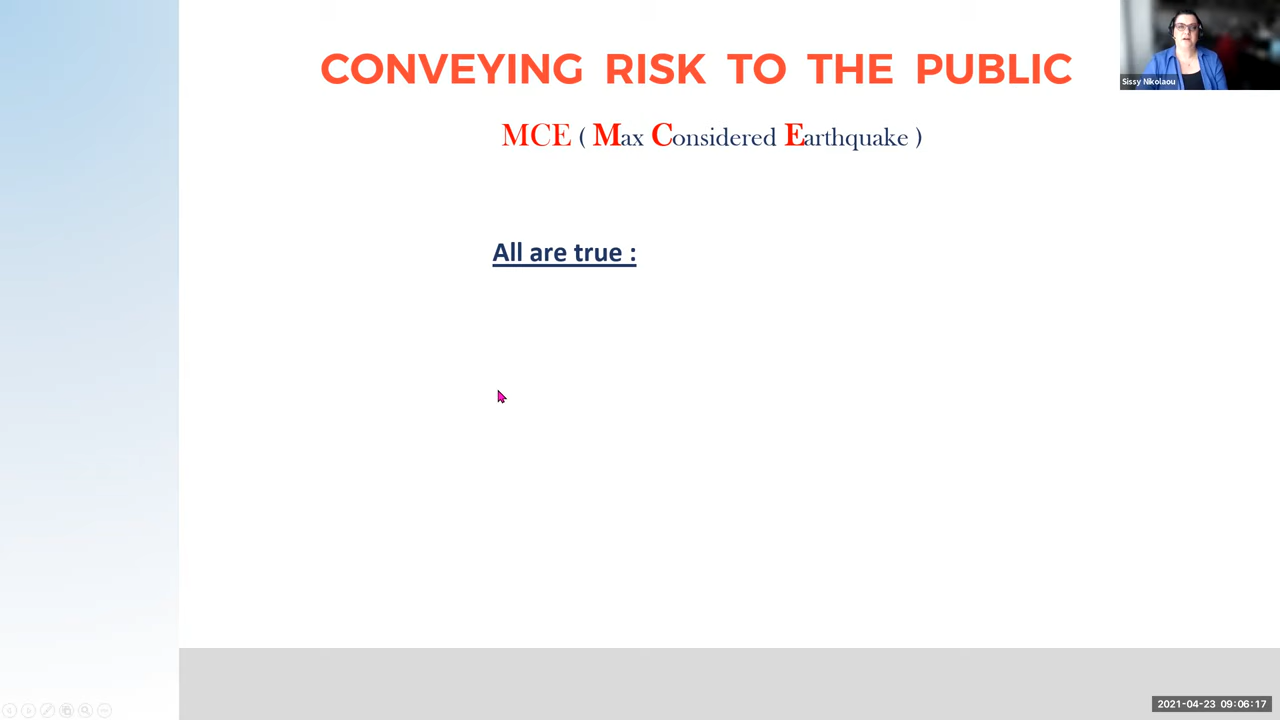 CONVEYING RISK TO THE PUBLIC
Sissy Nikolaou
MCE ( Max Considered Earthquake )
All are true :
2021-04-23 09:06:17